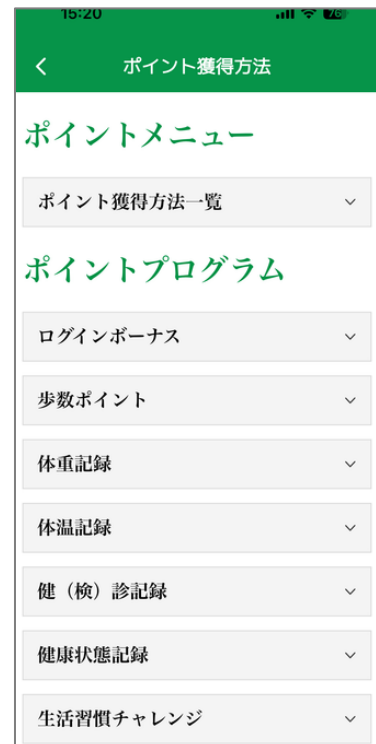 15:20
76
ポイント獲得方法
ポイントメニュー
ポイント獲得方法一覧
ポイントプログラム
ログインボーナス
歩数ポイント
体重記録
体温記録
健（検）診記録
健康状態記録
生活習慣チャレンジ